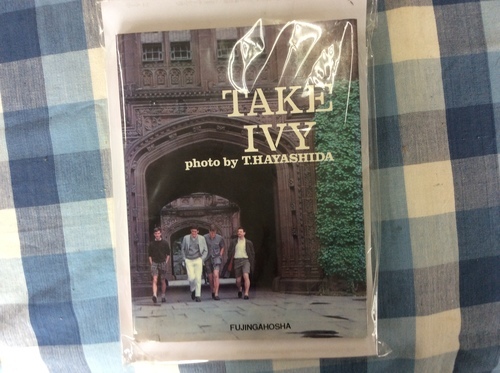 TAKE
IVY
photo by T.HAYASHIDA
FUJINGAHOSHA